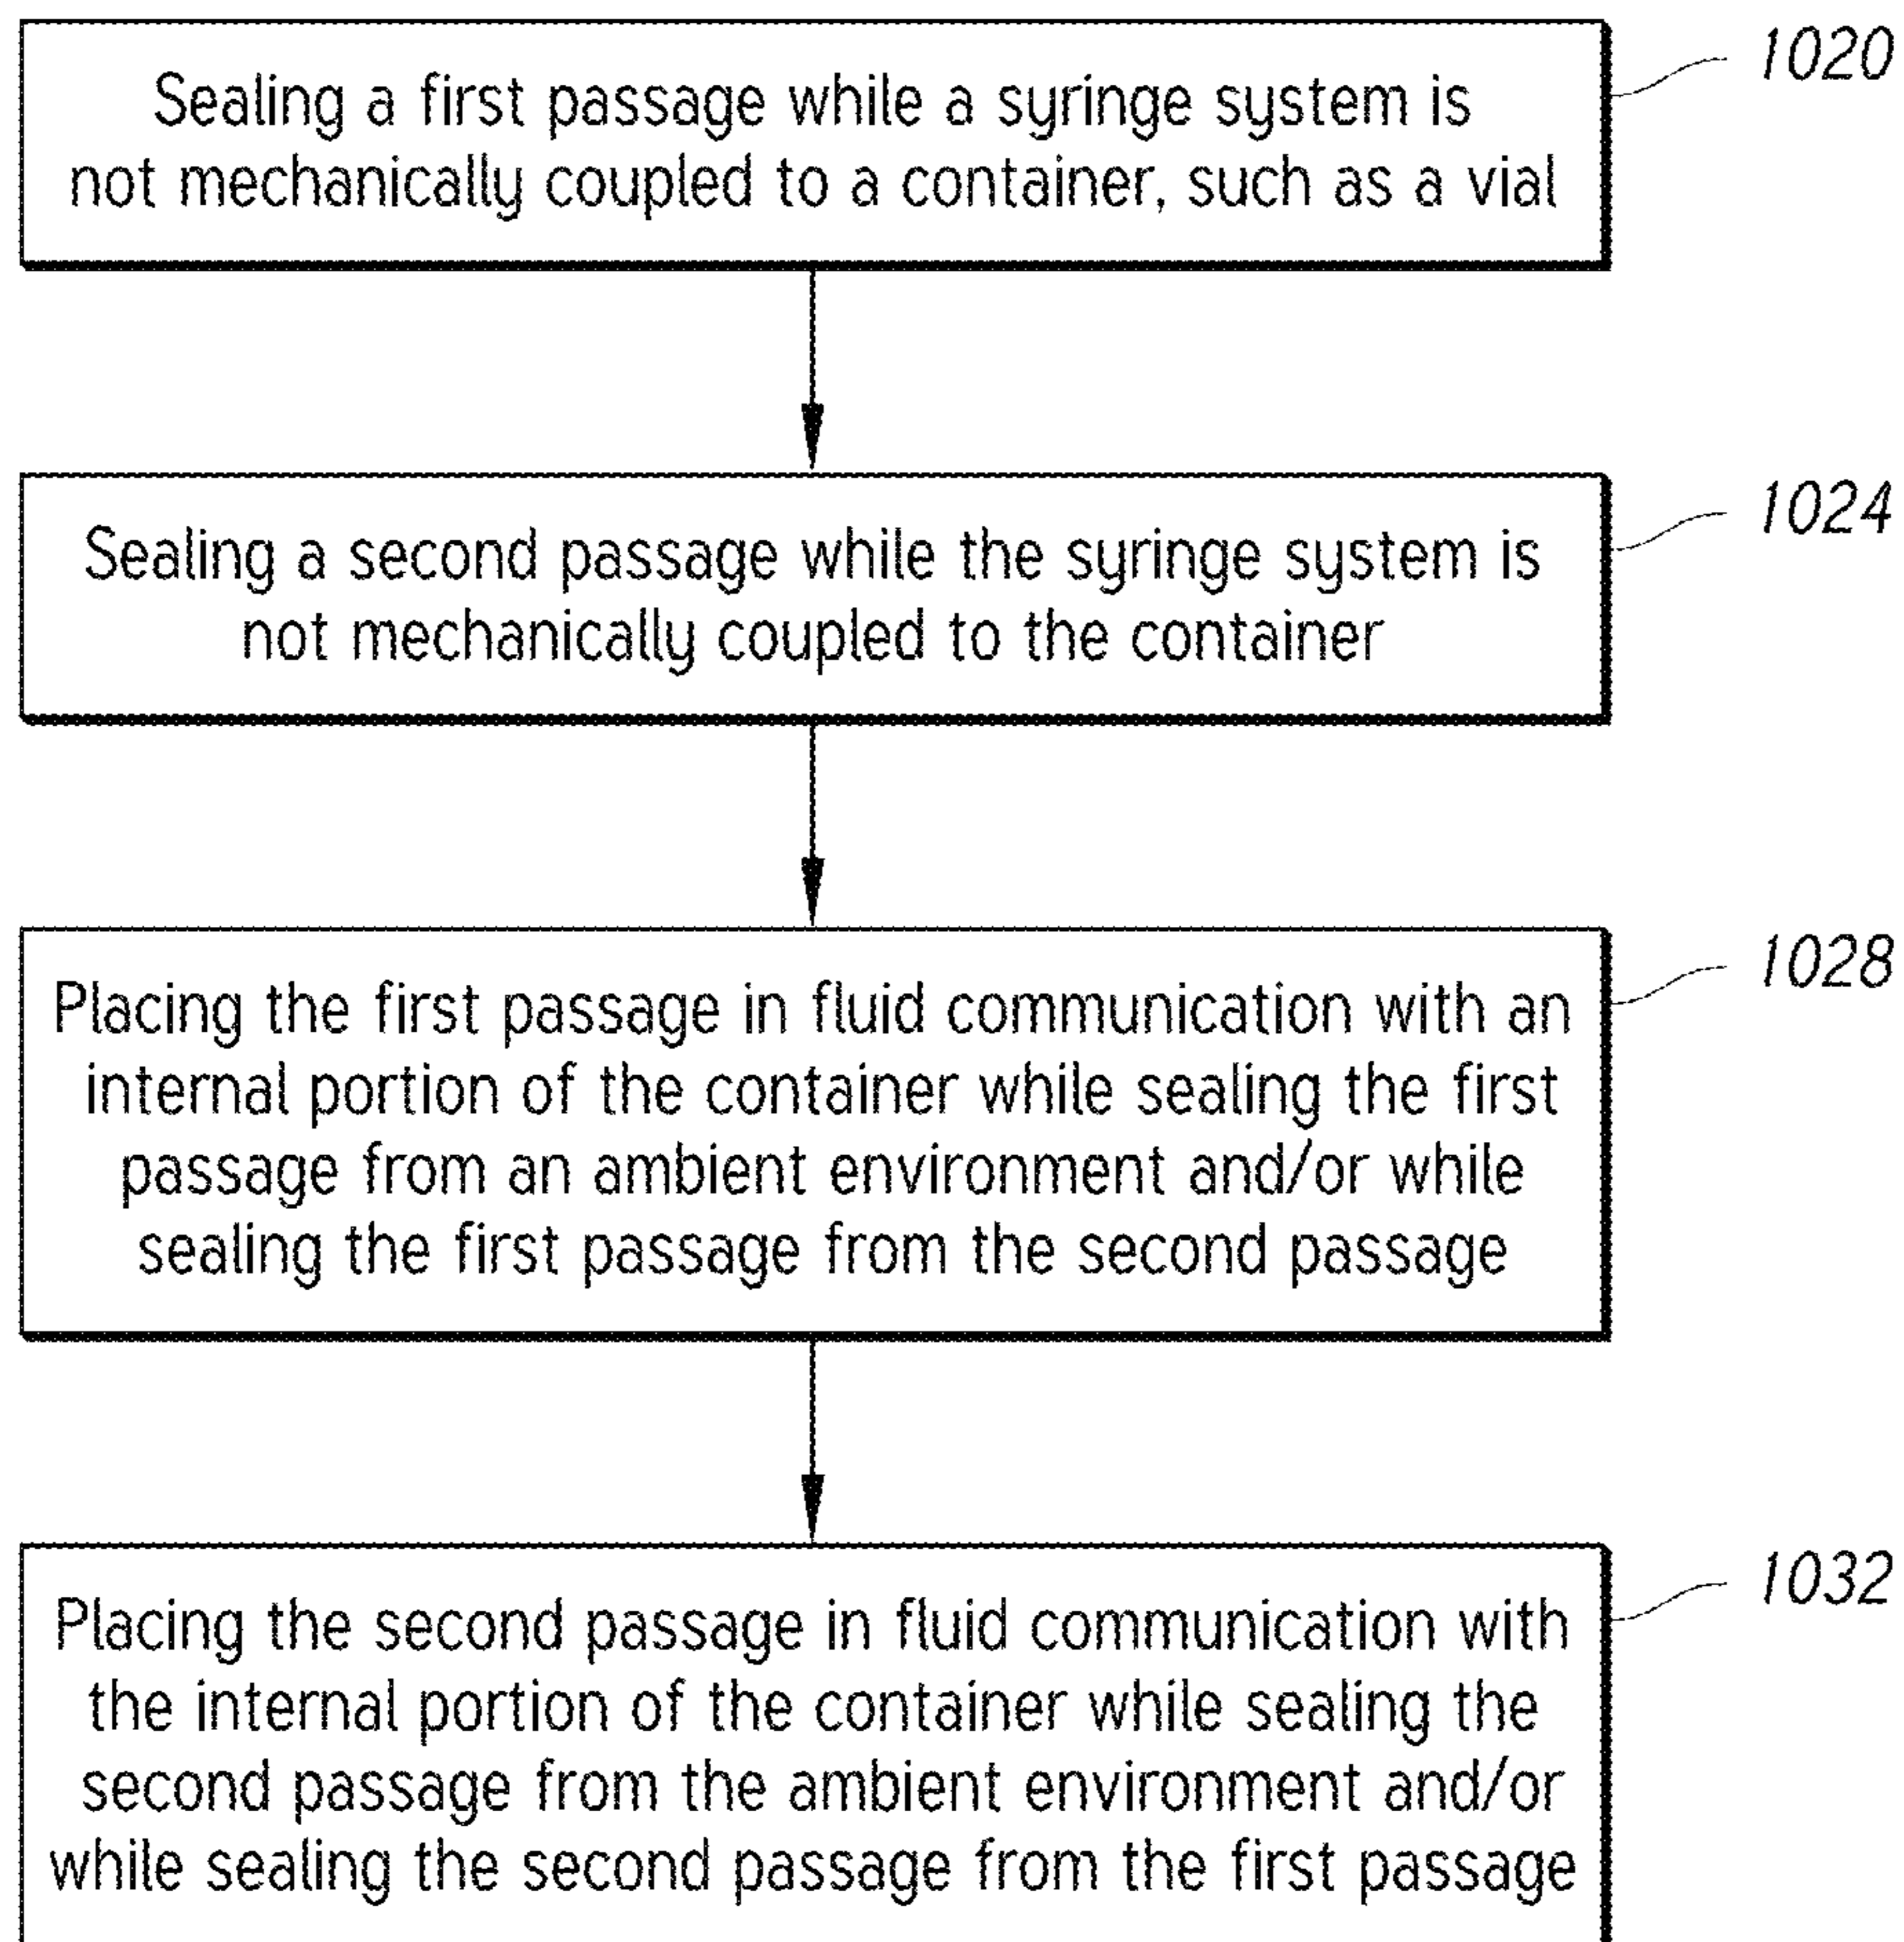 Sealing a first passage while a syringe system is
not mechanically coupled to a container, such as a vial
1020
Sealing a second passage while the syringe system is
not mechanically coupled to the container
1024
Placing the first passage in fluid communication with an
internal portion of the container while sealing the first
passage from an ambient environment and/or while
sealing the first passage from the second passage
1028
Placing the second passage in fluid communication with
the internal portion of the container while sealing the
second passage from the ambient environment and/or
while sealing the second passage from the first passage
1032